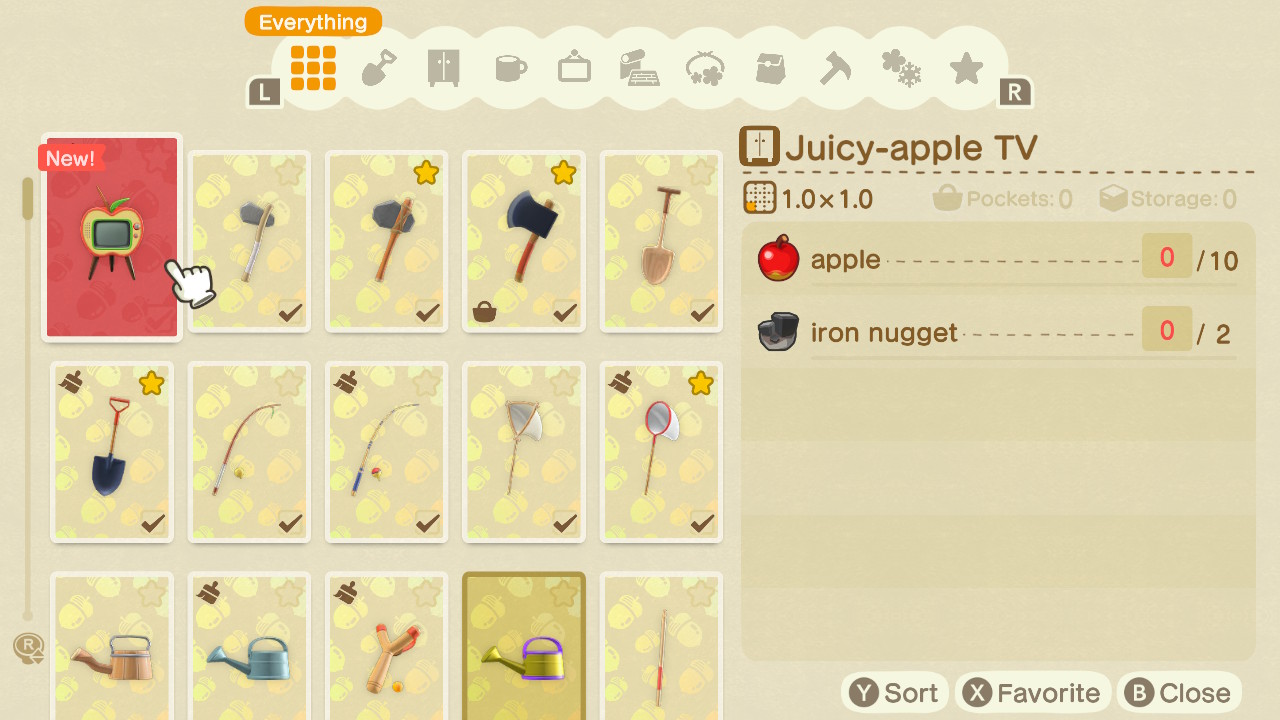 Everything
L
R
New!
Juicy-apple TV
1.0×1.0
Pockets: 0
Storage: 0
apple 0 /10
iron nugget 0 / 2
R
Y Sort
X Favorite
B Close